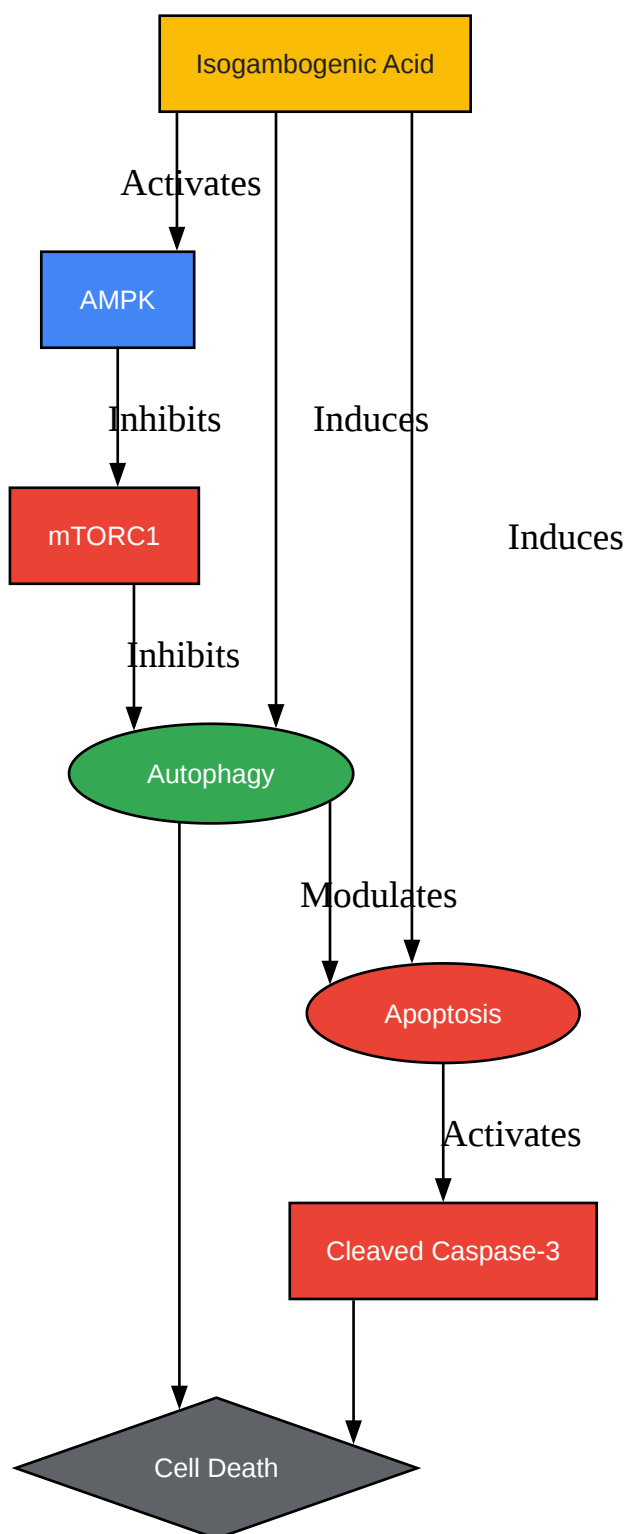 Isogambogenic Acid
Activates
AMPK
Inhibits
Induces
mTORC1
Induces
Inhibits
Autophagy
Modulates
Apoptosis
Activates
Cleaved Caspase-3
Cell Death